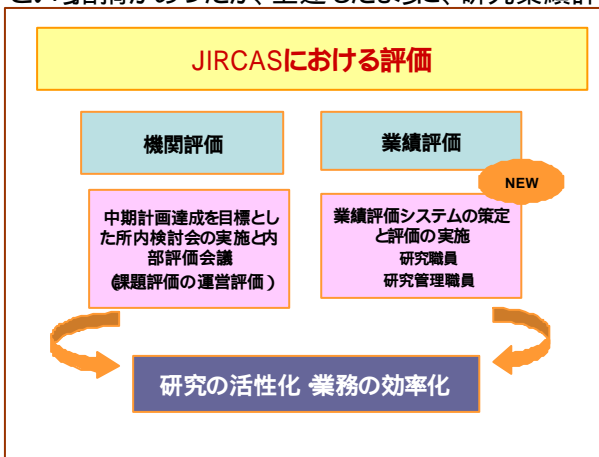 JIRCASにおける評価
機関評価
業績評価
NEW
中期計画達成を目標とし
た所内検討会の実施と内
部評価会議
(課題評価の運営評価)
業績評価システムの策定
と評価の実施
研究職員
研究管理職員
研究の活性化・業務の効率化